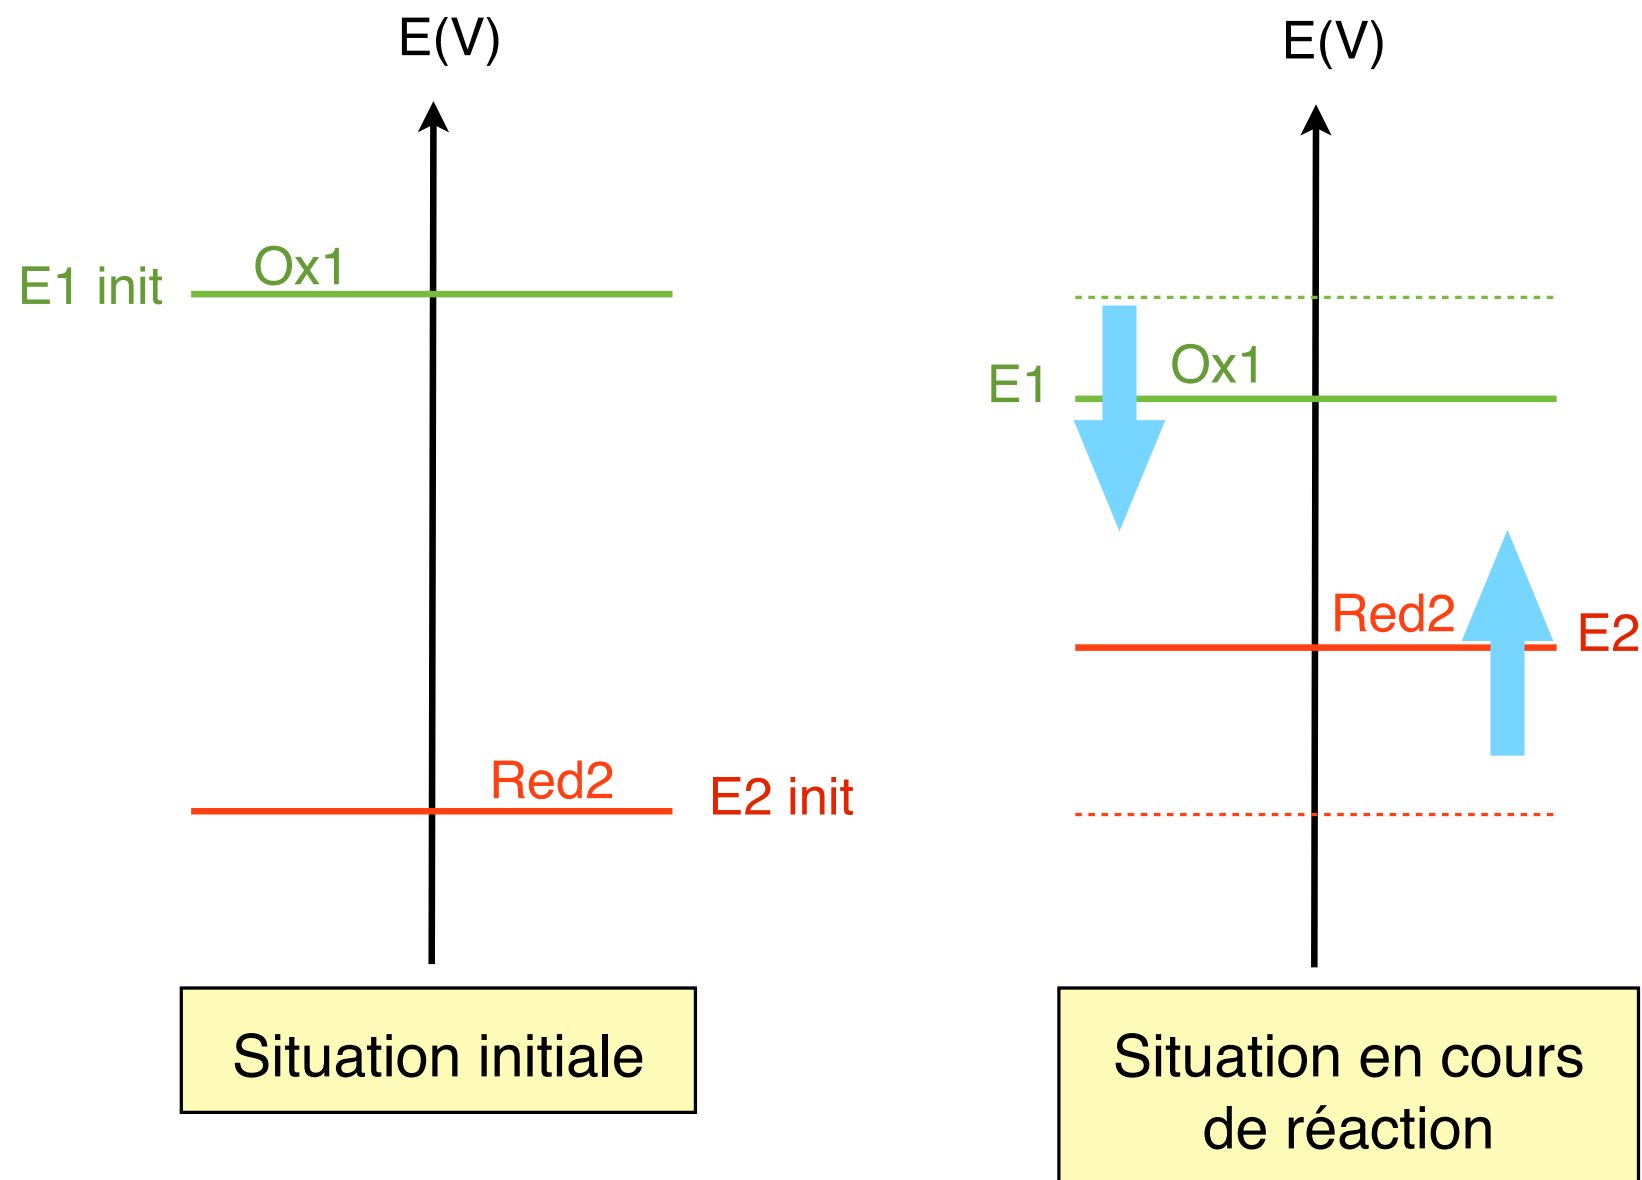 E(V)
Ox1
E1 init
Red2
E2 init
Situation initiale
E(V)
Ox1
E1
Red2
E2
Situation en cours
de réaction